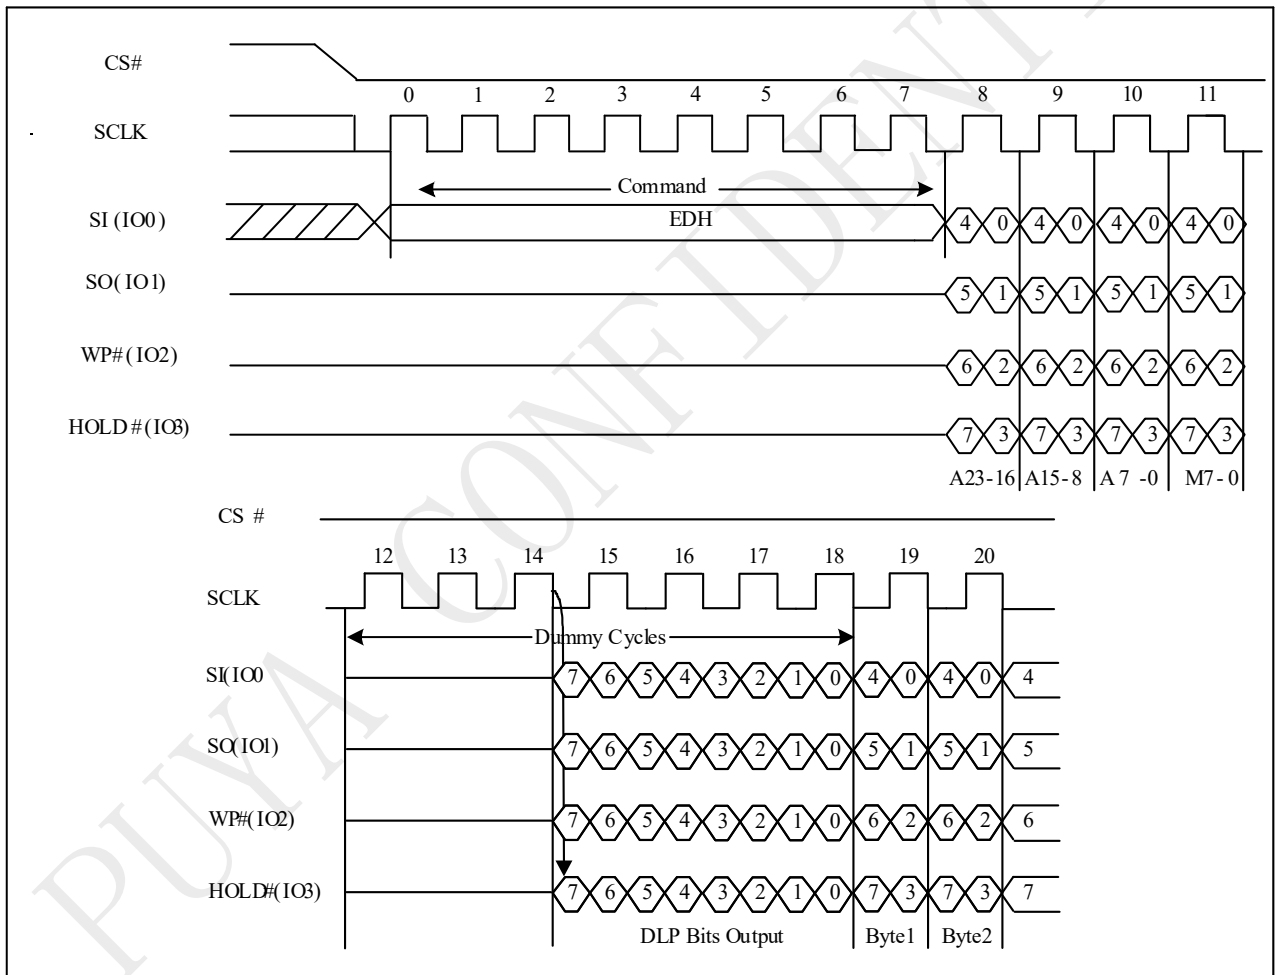 CS#
0 1 2 3 4 5 6 7 8 9 10 11
SCLK
Command
SI(IO0) EDH 4 0 4 0 4 0 4 0
SO(IO1) 5 1 5 1 5 1 5 1
WP#(IO2) 6 2 6 2 6 2 6 2
HOLD#(IO3) 7 3 7 3 7 3 7 3
A23-16 A15-8 A7-0 M7-0
CS #
12 13 14 15 16 17 18 19 20
SCLK
Dummy Cycles
SI(IO0 7 6 5 4 3 2 1 0 4 0 4 0 4
SO(IO1) 7 6 5 4 3 2 1 0 5 1 5 1 5
WP#(IO2) 7 6 5 4 3 2 1 0 6 2 6 2 6
HOLD#(IO3) 7 6 5 4 3 2 1 0 7 3 7 3 7
DLP Bits Output Byte1 Byte2
PUYA CONFIDENT